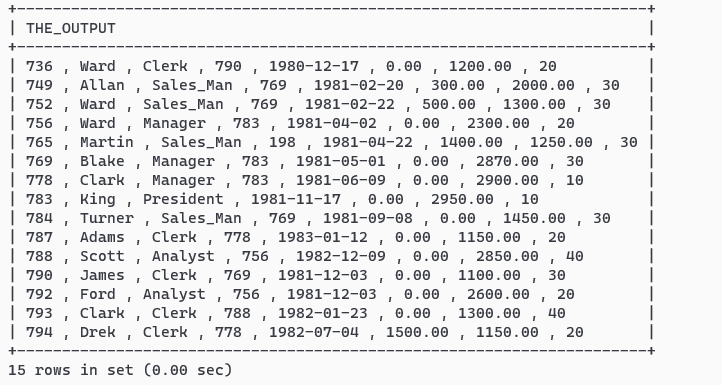 +----------------------------------------------------------------------+
| THE_OUTPUT |
+----------------------------------------------------------------------+
| 736 , Ward , Clerk , 790 , 1980-12-17 , 0.00 , 1200.00 , 20 |
| 749 , Allan , Sales_Man , 769 , 1981-02-20 , 300.00 , 2000.00 , 30 |
| 752 , Ward , Sales_Man , 769 , 1981-02-22 , 500.00 , 1300.00 , 30 |
| 756 , Ward , Manager , 783 , 1981-04-02 , 0.00 , 2300.00 , 20 |
| 765 , Martin , Sales_Man , 198 , 1981-04-22 , 1400.00 , 1250.00 , 30 |
| 769 , Blake , Manager , 783 , 1981-05-01 , 0.00 , 2870.00 , 30 |
| 778 , Clark , Manager , 783 , 1981-06-09 , 0.00 , 2900.00 , 10 |
| 783 , King , President , 1981-11-17 , 0.00 , 2950.00 , 10 |
| 784 , Turner , Sales_Man , 769 , 1981-09-08 , 0.00 , 1450.00 , 30 |
| 787 , Adams , Clerk , 778 , 1983-01-12 , 0.00 , 1150.00 , 20 |
| 788 , Scott , Analyst , 756 , 1982-12-09 , 0.00 , 2850.00 , 40 |
| 790 , James , Clerk , 769 , 1981-12-03 , 0.00 , 1100.00 , 30 |
| 792 , Ford , Analyst , 756 , 1981-12-03 , 0.00 , 2600.00 , 20 |
| 793 , Clark , Clerk , 788 , 1982-01-23 , 0.00 , 1300.00 , 40 |
| 794 , Drek , Clerk , 778 , 1982-07-04 , 1500.00 , 1150.00 , 20 |
+----------------------------------------------------------------------+
15 rows in set (0.00 sec)